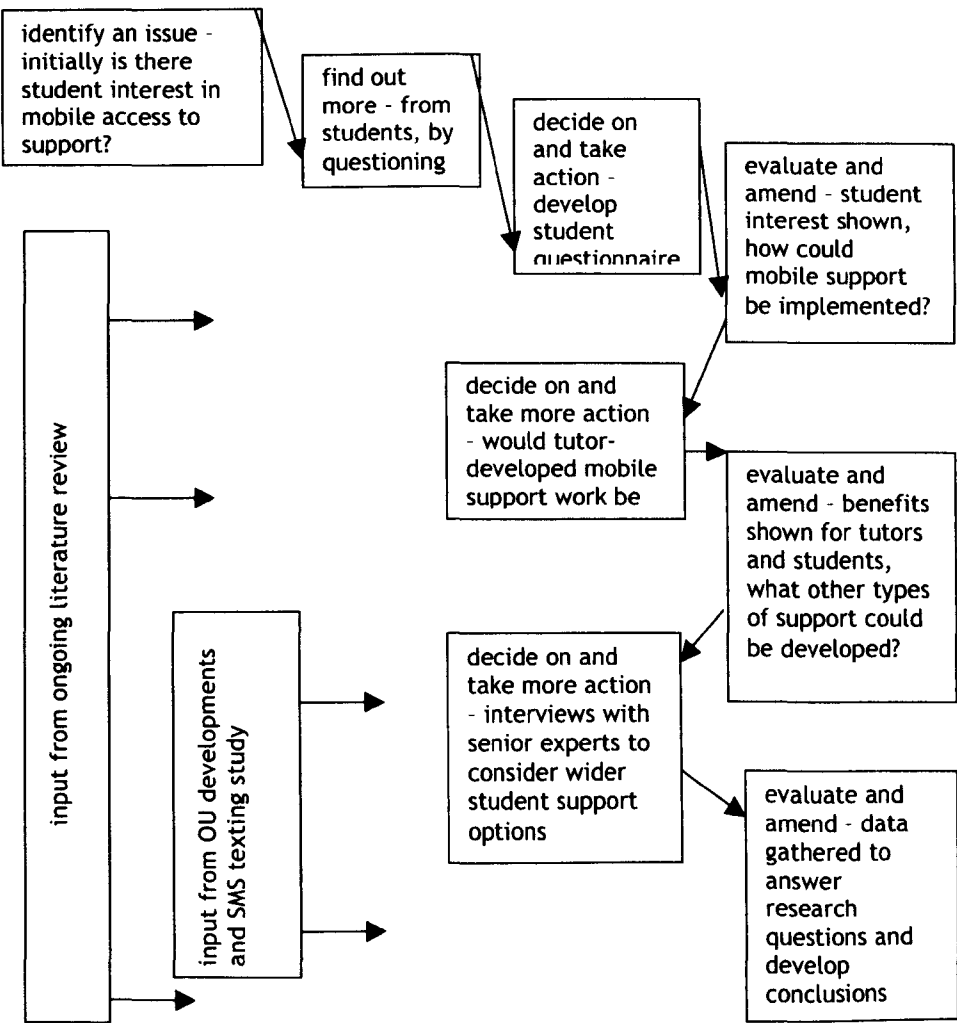 identify an issue -
initially is there
student interest in
mobile access to
support?
find out
more - from
students, by
questioning
decide on
and take
action -
develop
student
questionnaire
evaluate and
amend - student
interest shown,
how could
mobile support
be implemented?
decide on and
take more action
- would tutor-
developed mobile
support work be
evaluate and
amend - benefits
shown for tutors
and students,
what other types
of support could
be developed?
decide on and
take more action
- interviews with
senior experts to
consider wider
student support
options
evaluate and
amend - data
gathered to
answer
research
questions and
develop
conclusions
input from ongoing literature review
input from OU developments
and SMS texting study